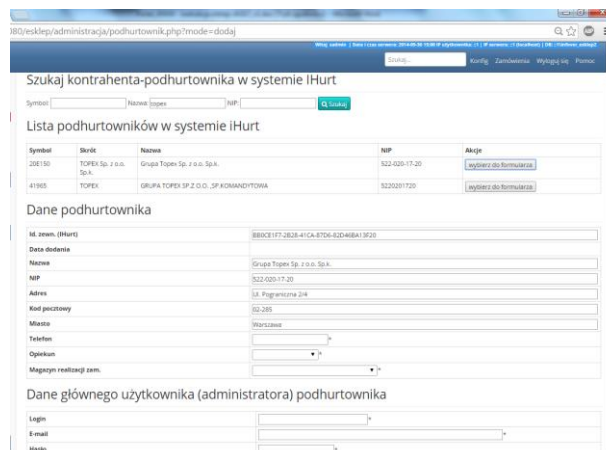 080/esklep/administracja/podhurtownik.php?mode=dodaj
Szukaj... Konfig Zamówienia Wyloguj się Pomoc
Szukaj kontrahenta-podhurtownika w systemie IHurt
Symbol: Nazwa: topex NIP: Szukaj
Lista podhurtowników w systemie iHurt
Symbol Skrót Nazwa NIP Akcje
20E150 TOPEX Sp. z o.o. Sp.k. Grupa Topex Sp. z o.o. Sp.k. 522-020-17-20 wybierz do formularza
41965 TOPEX GRUPA TOPEX SP.Z O.O. ,SP.KOMANDYTOWA 5220201720 wybierz do formularza
Dane podhurtownika
Id. zewn. (IHurt) BB0CE1F7-2B28-41CA-87D6-82D46BA13F20
Data dodania
Nazwa Grupa Topex Sp. z o.o. Sp.k.
NIP 522-020-17-20
Adres Ul. Pograniczna 2/4
Kod pocztowy 02-285
Miasto Warszawa
Telefon *
Opiekun *
Magazyn realizacji zam. *
Dane głównego użytkownika (administratora) podhurtownika
Login *
E-mail *
Hasło *